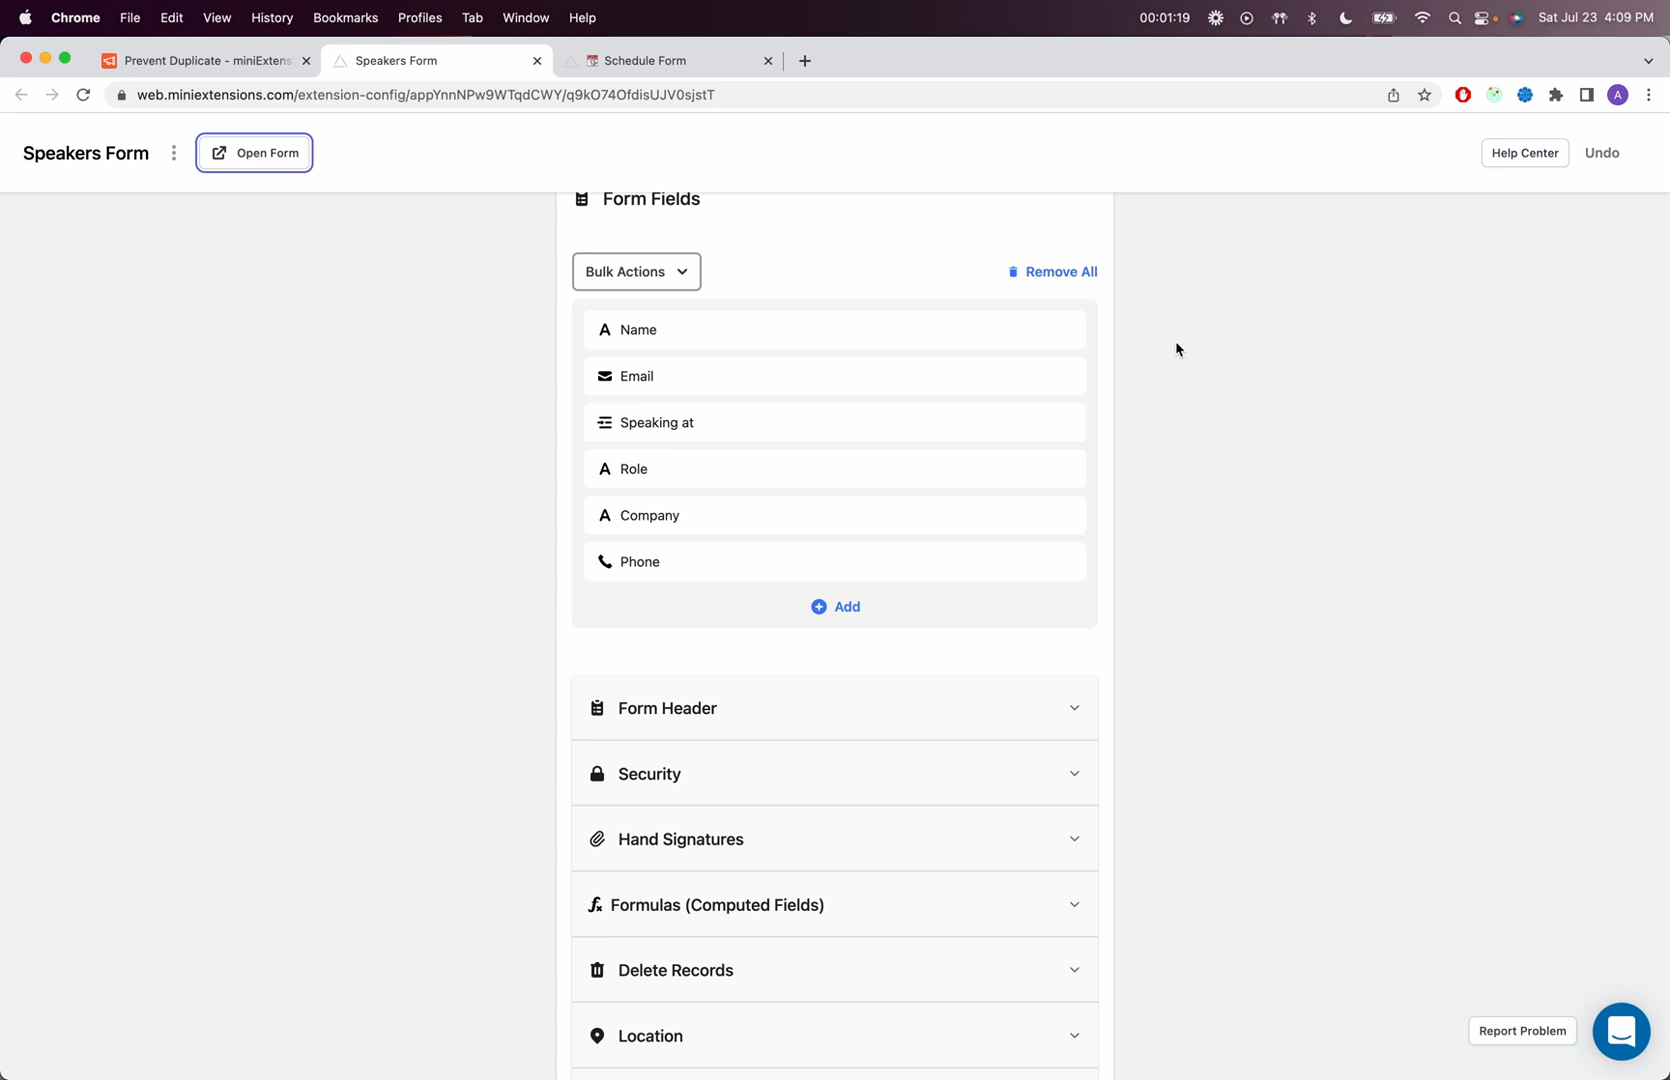 Chrome File Edit View History Bookmarks Profiles Tab Window Help 00:01:19 Sat Jul 23 4:09 PM
Prevent Duplicate - miniExtens Speakers Form Schedule Form
web.miniextensions.com/extension-config/appYnnNPw9WTqdCWY/q9kO74OfdisUJV0sjstT A
Speakers Form Open Form Help Center Undo
Form Fields
Bulk Actions Remove All
Name
Email
Speaking at
Role
Company
Phone
Add
Form Header
Security
Hand Signatures
Formulas (Computed Fields)
Delete Records
Location
Report Problem